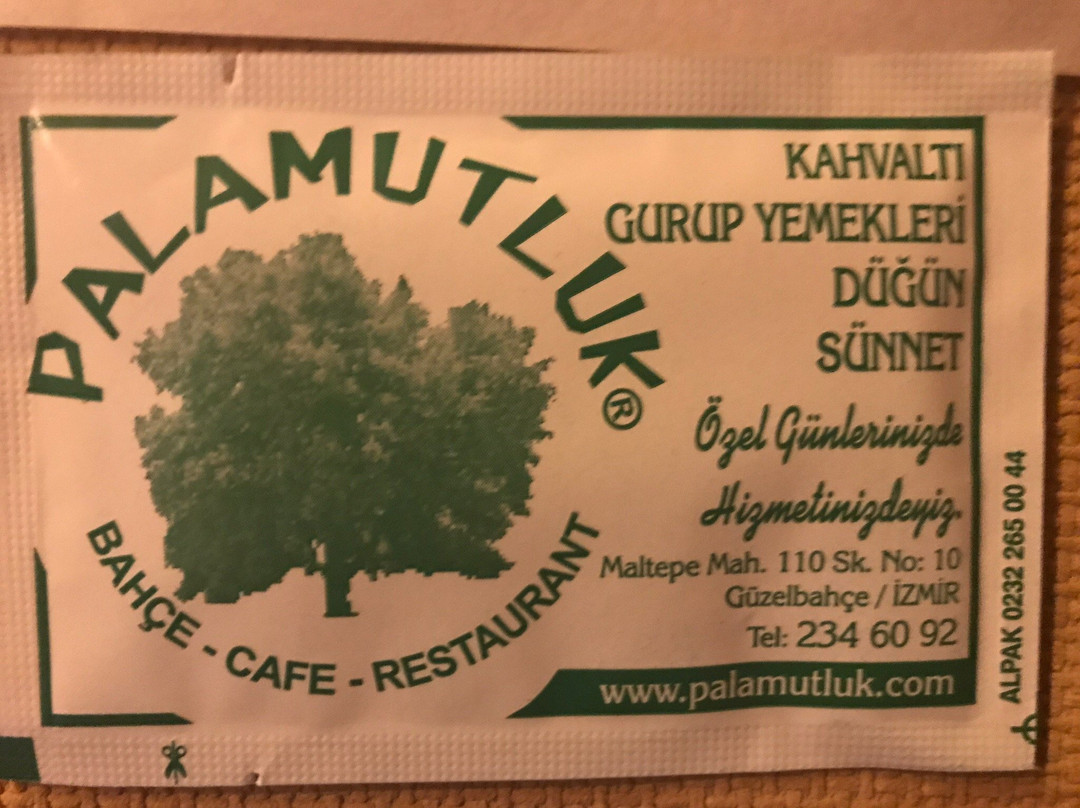 PALAMUTLUK®
BAHÇE - CAFE - RESTAURANT
KAHVALTI
GURUP YEMEKLERİ
DÜĞÜN
SÜNNET
Özel Günlerinizde
Hizmetinizdeyiz.
Maltepe Mah. 110 Sk. No: 10
Güzelbahçe / İZMİR
Tel: 234 60 92
www.palamutluk.com
ALPAK 0232 265 00 44